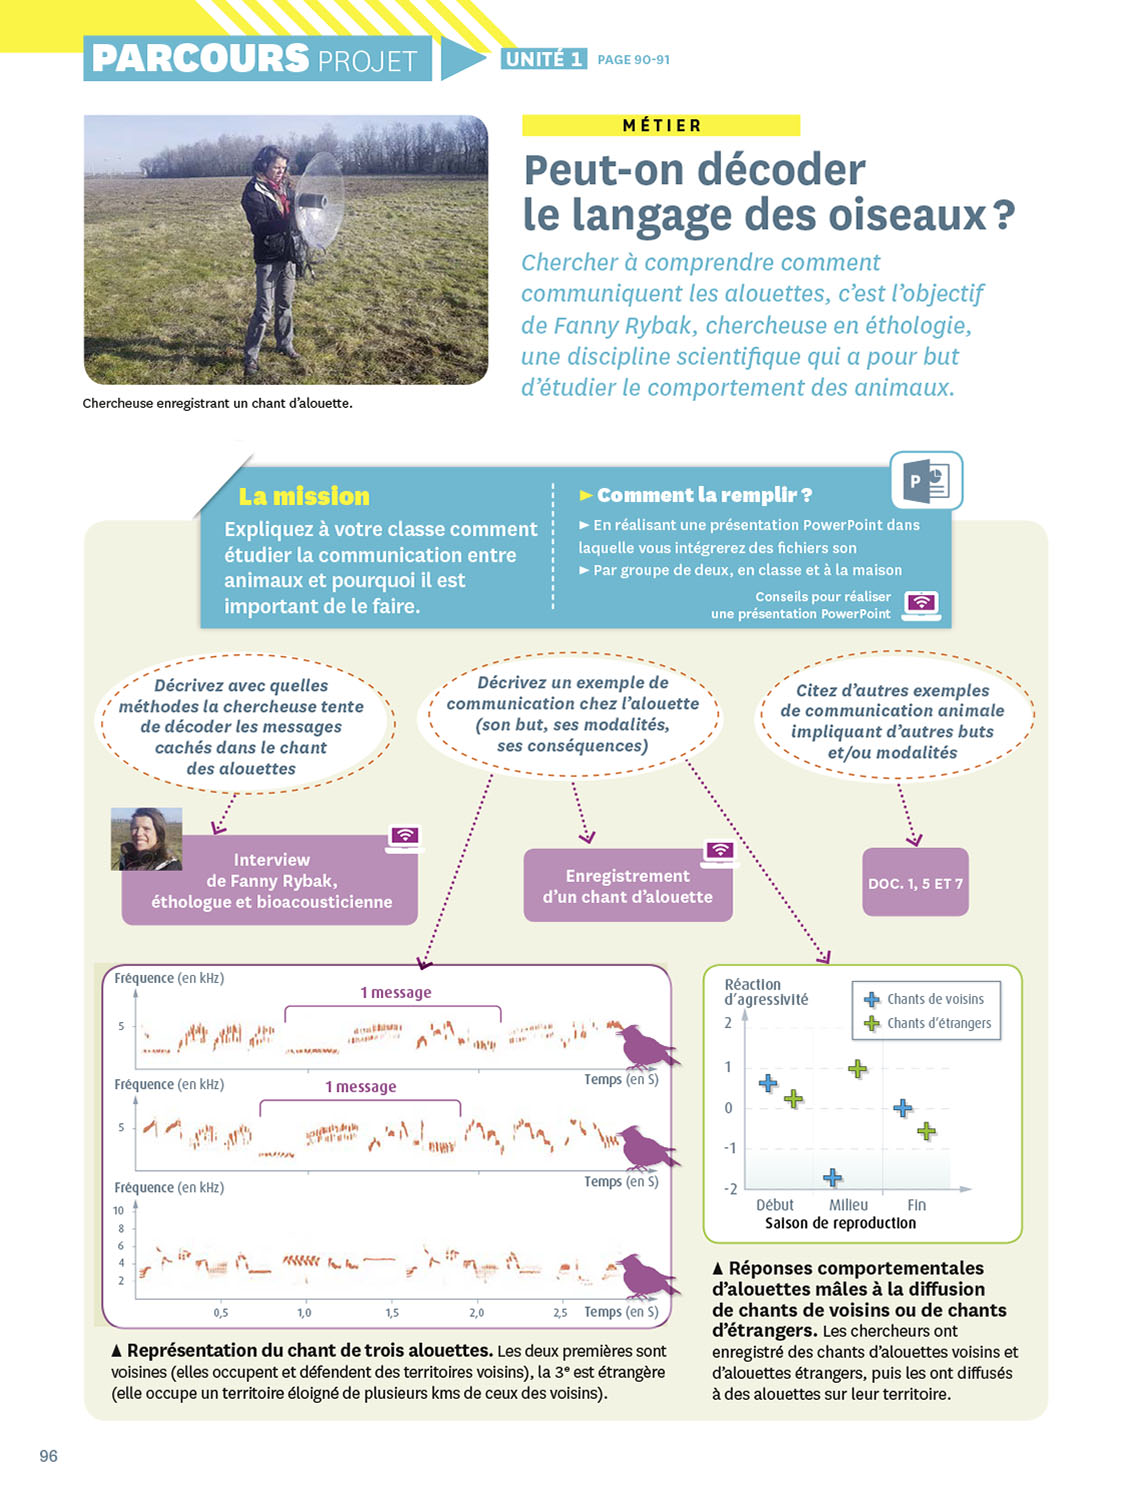 PARCOURS PROJET
UNITÉ 1 PAGE 90-91
MÉTIER
Peut-on décoder
le langage des oiseaux ?
Chercher à comprendre comment
communiquent les alouettes, c’est l’objectif
de Fanny Rybak, chercheuse en éthologie,
une discipline scientifique qui a pour but
d’étudier le comportement des animaux.
Chercheuse enregistrant un chant d’alouette.
La mission
Expliquez à votre classe comment
étudier la communication entre
animaux et pourquoi il est
important de le faire.
► Comment la remplir ?
► En réalisant une présentation PowerPoint dans
laquelle vous intégrerez des fichiers son
► Par groupe de deux, en classe et à la maison
Conseils pour réaliser
une présentation PowerPoint
P
Décrivez avec quelles
méthodes la chercheuse tente
de décoder les messages
cachés dans le chant
des alouettes
Décrivez un exemple de
communication chez l’alouette
(son but, ses modalités,
ses conséquences)
Citez d’autres exemples
de communication animale
impliquant d’autres buts
et/ou modalités
Interview
de Fanny Rybak,
éthologue et bioacousticienne
Enregistrement
d’un chant d’alouette
DOC. 1, 5 ET 7
Fréquence (en kHz)
1 message
5
Temps (en S)
Fréquence (en kHz)
1 message
5
Temps (en S)
Fréquence (en kHz)
10
8
6
4
2
0,5 1,0 1,5 2,0 2,5 Temps (en S)
▲ Représentation du chant de trois alouettes. Les deux premières sont
voisines (elles occupent et défendent des territoires voisins), la 3e est étrangère
(elle occupe un territoire éloigné de plusieurs kms de ceux des voisins).
Réaction
d’agressivité
Chants de voisins
Chants d’étrangers
2
1
0
-1
-2
Début Milieu Fin
Saison de reproduction
▲ Réponses comportementales
d’alouettes mâles à la diffusion
de chants de voisins ou de chants
d’étrangers. Les chercheurs ont
enregistré des chants d’alouettes voisins et
d’alouettes étrangers, puis les ont diffusés
à des alouettes sur leur territoire.
96